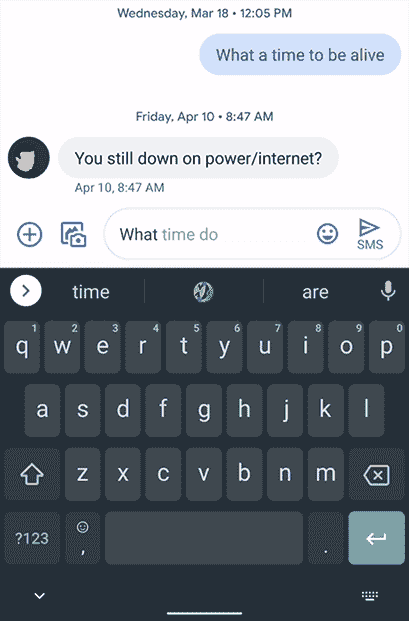 Wednesday, Mar 18 • 12:05 PM
What a time to be alive
Friday, Apr 10 • 8:47 AM
You still down on power/internet?
Apr 10, 8:47 AM
What time do
SMS
time are
1 2 3 4 5 6 7 8 9 0
q w e r t y u i o p
a s d f g h j k l
z x c v b n m
?123 , .